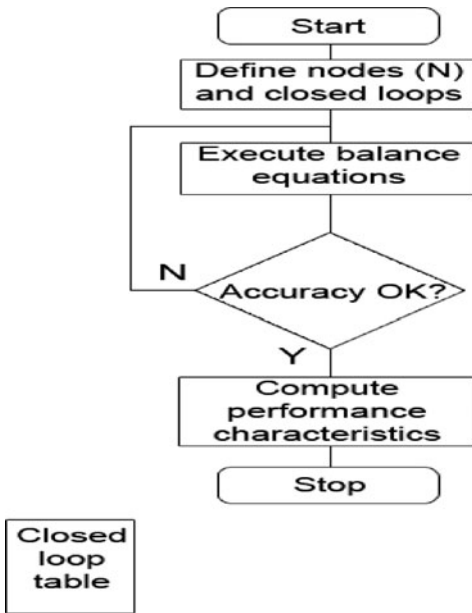 Start
Define nodes (N)
and closed loops
Execute balance
equations
N
Accuracy OK?
Y
Compute
performance
characteristics
Stop
Closed
loop
table